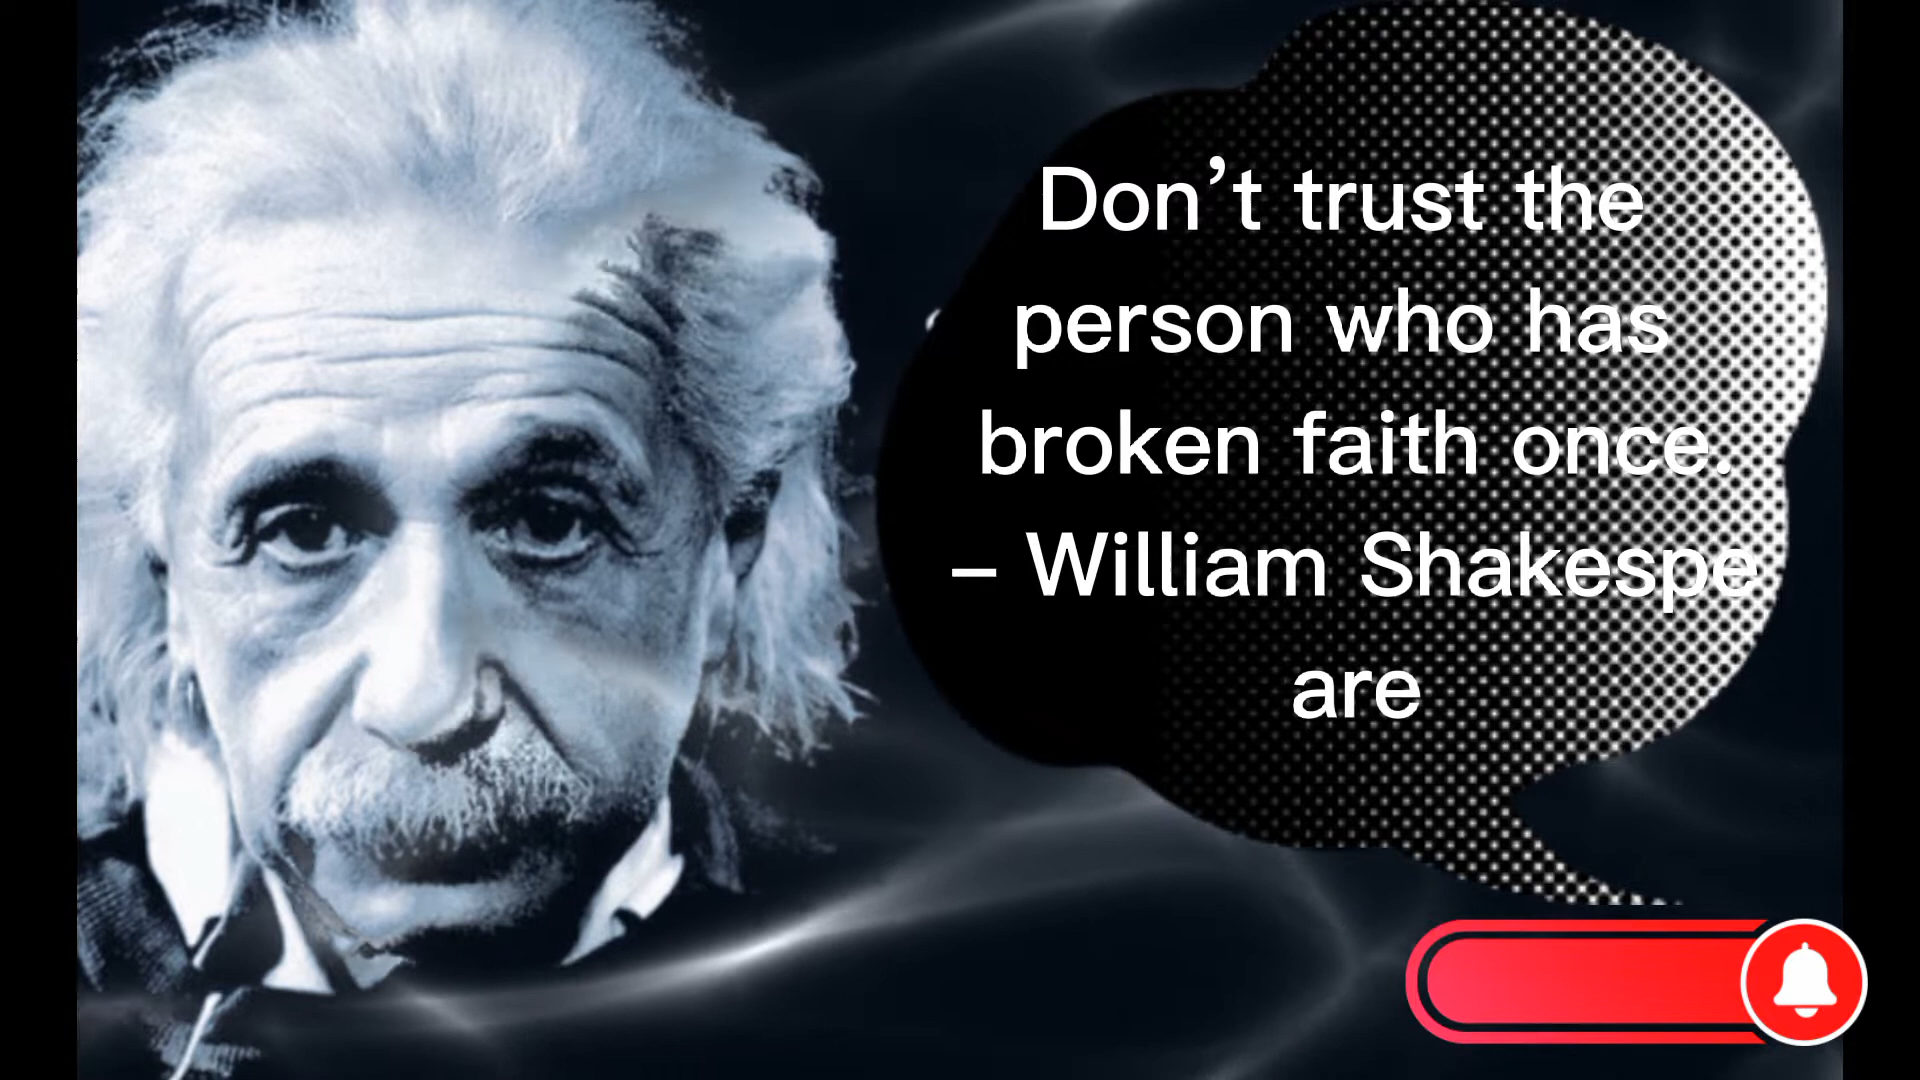 Don’t trust the
person who has
broken faith once.
– William Shakespe
are